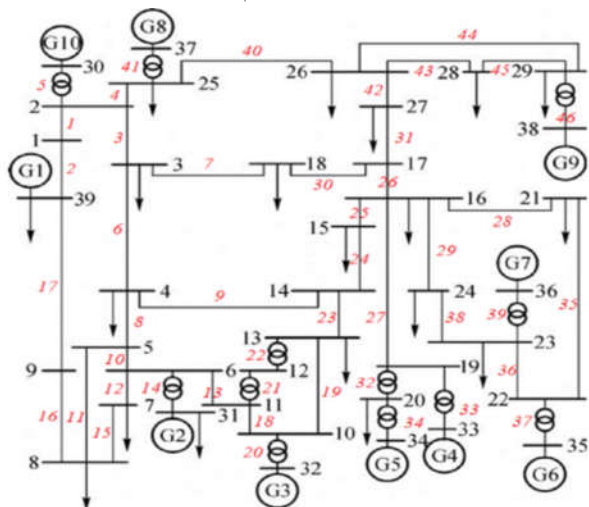 G10 G8 44
30 41 37 40
5 26 43 28 45 29
4 25 42
2 46
1 3 27 38
1 31
2 G9
G1 3 7 18 17
30 26
39 16 21
15 25 28
6 24 29 G7
17 4 14 24 36 35
9 27 39
8 23 38
5 13 23
9 10 22 19 36
6 12 32
12 14 13 21 20 33 22
16 11 7 31 11 19 34 37
15 18 10 33
8 G2 20 34 35
32 G5 G4 G6
G3